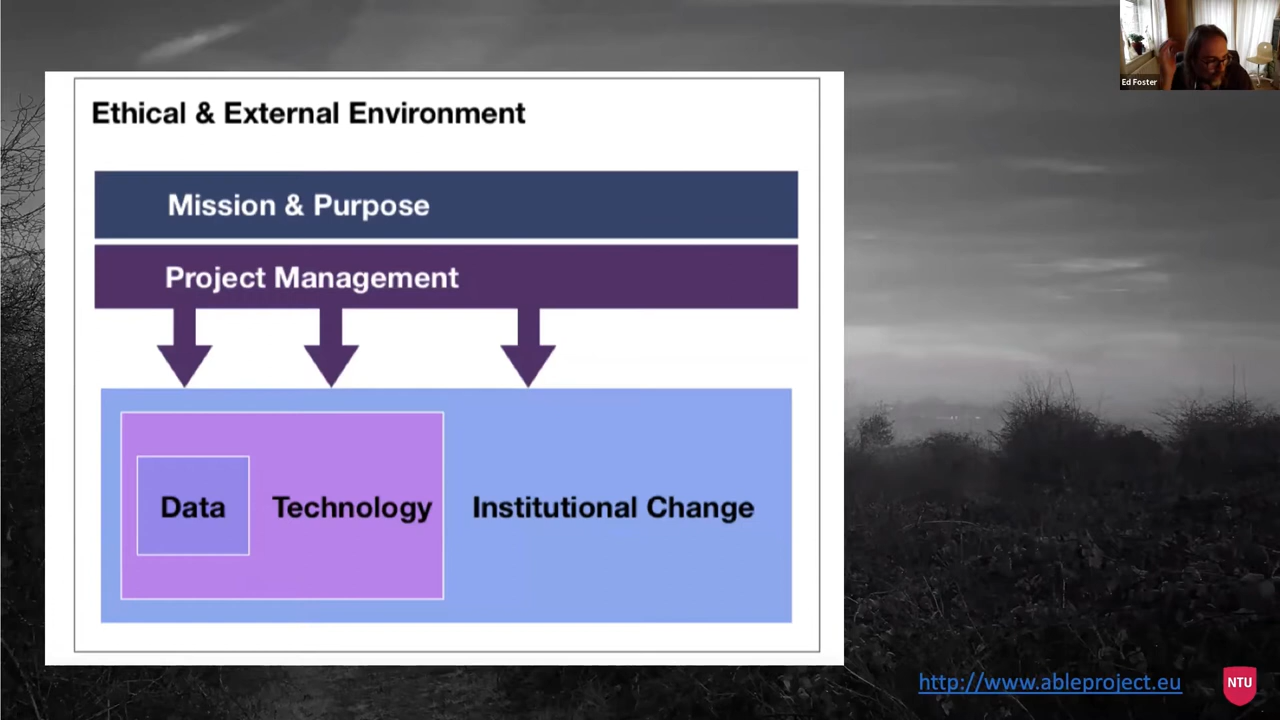 Ed Foster
Ethical & External Environment
Mission & Purpose
Project Management
Data
Technology
Institutional Change
http://www.ableproject.eu
NTU